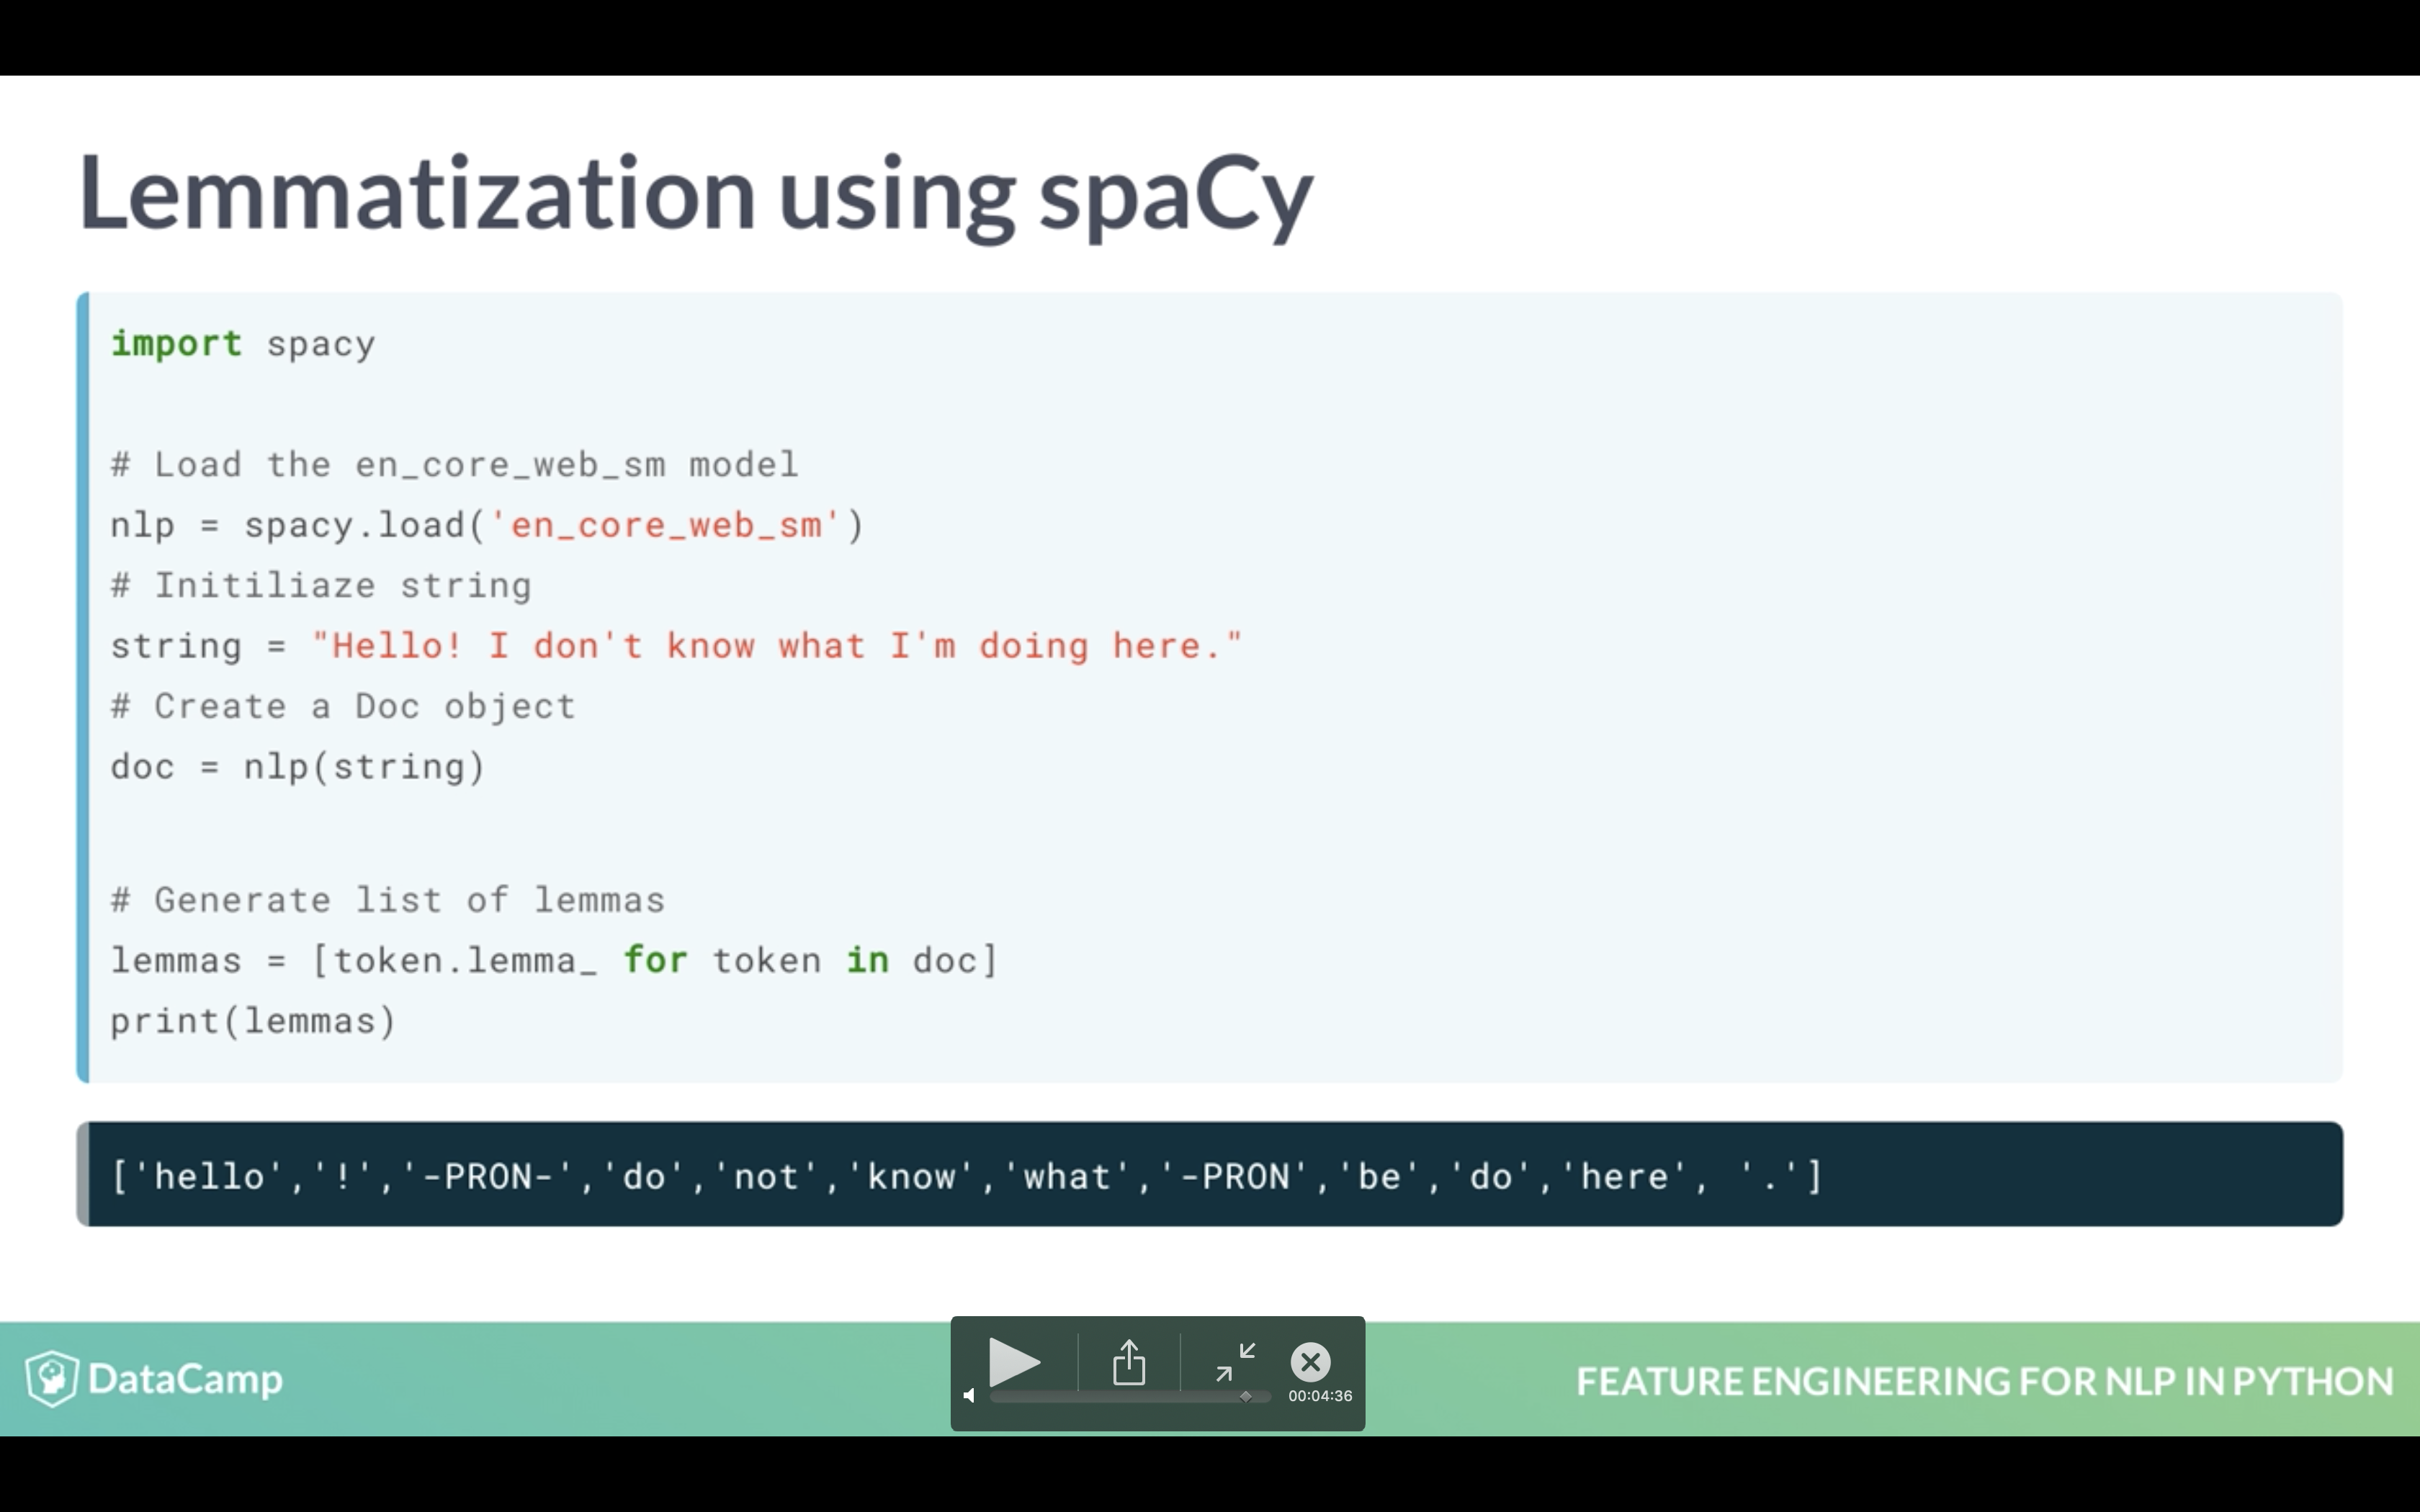 Lemmatization using spaCy
import spacy
# Load the en_core_web_sm model
nlp = spacy.load('en_core_web_sm')
# Initiliaze string
string = "Hello! I don't know what I'm doing here."
# Create a Doc object
doc = nlp(string)
# Generate list of lemmas
lemmas = [token.lemma_ for token in doc]
print(lemmas)
['hello','!','-PRON-','do','not','know','what','-PRON','be','do','here', '.']
DataCamp
00:04:36
FEATURE ENGINEERING FOR NLP IN PYTHON